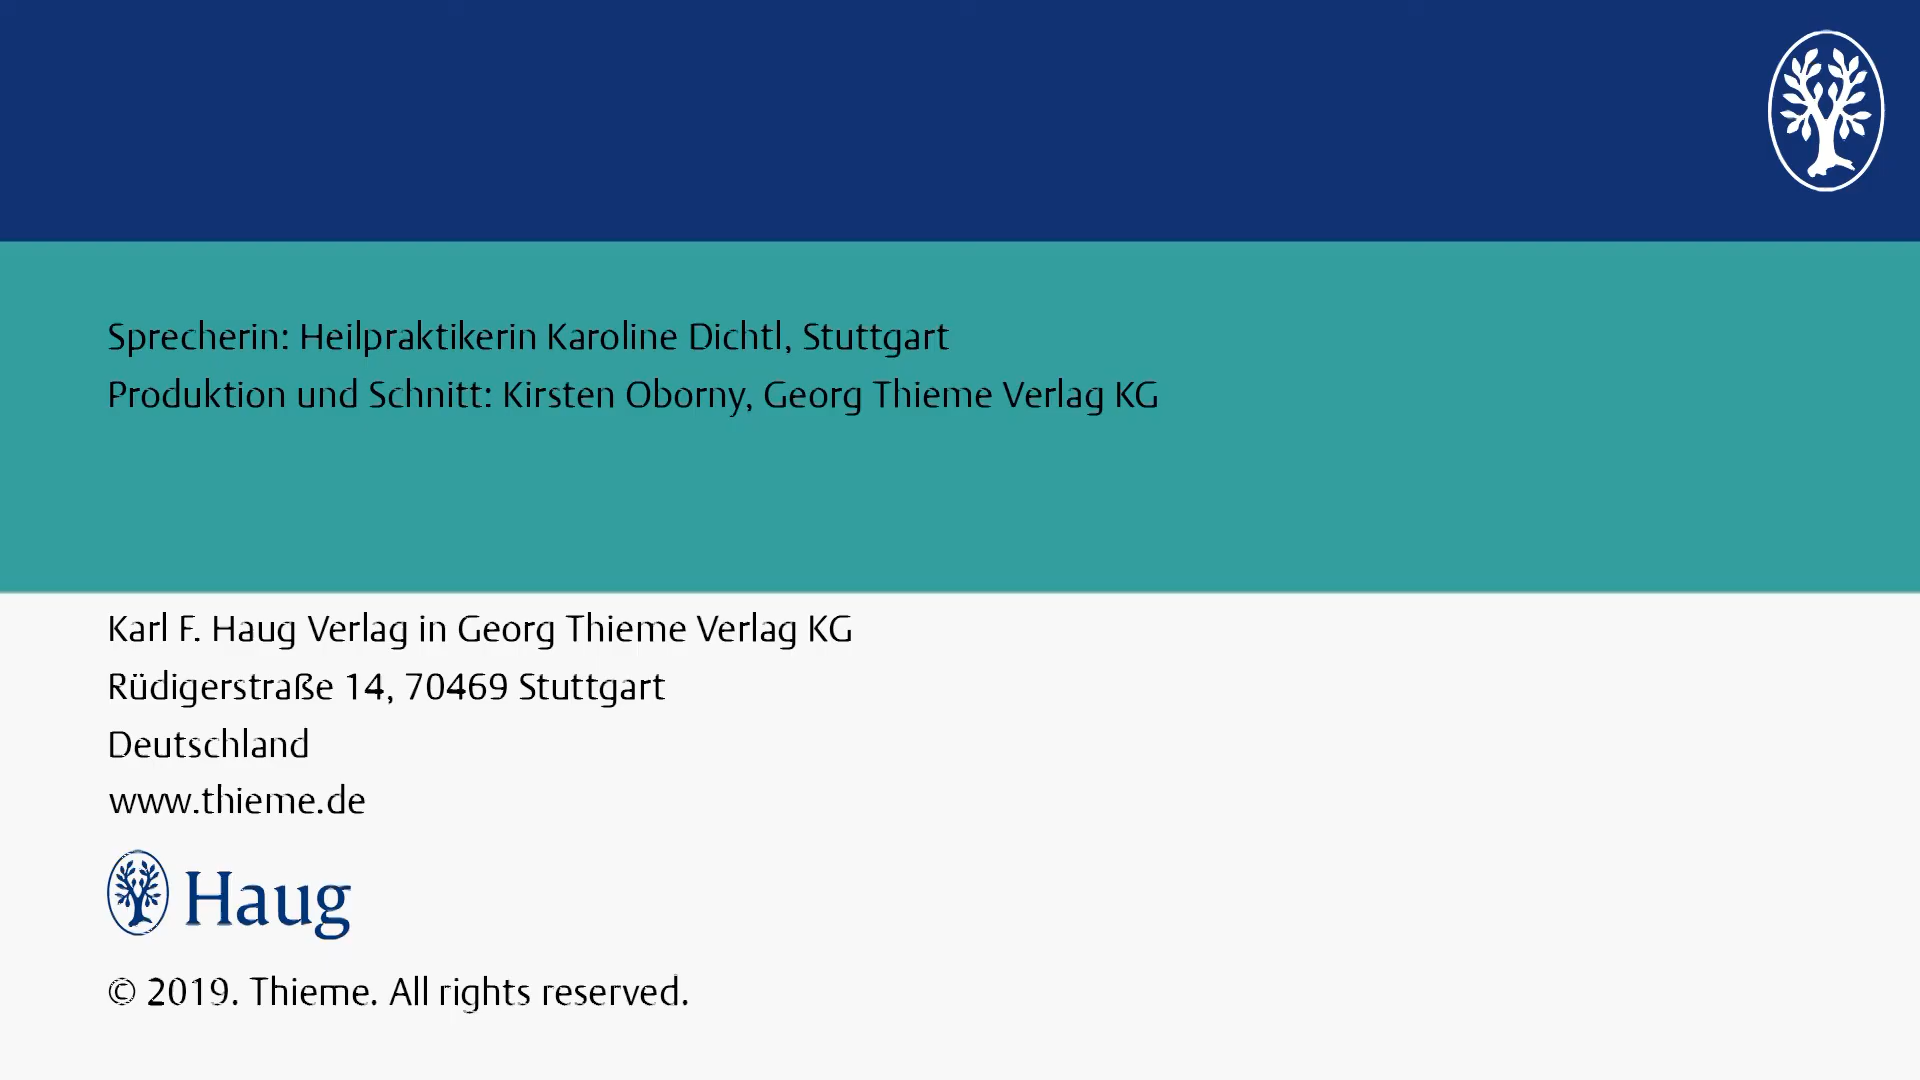 Sprecherin: Heilpraktikerin Karoline Dichtl, Stuttgart
Produktion und Schnitt: Kirsten Oborny, Georg Thieme Verlag KG
Karl F. Haug Verlag in Georg Thieme Verlag KG
Rüdigerstraße 14, 70469 Stuttgart
Deutschland
www.thieme.de
Haug
© 2019. Thieme. All rights reserved.